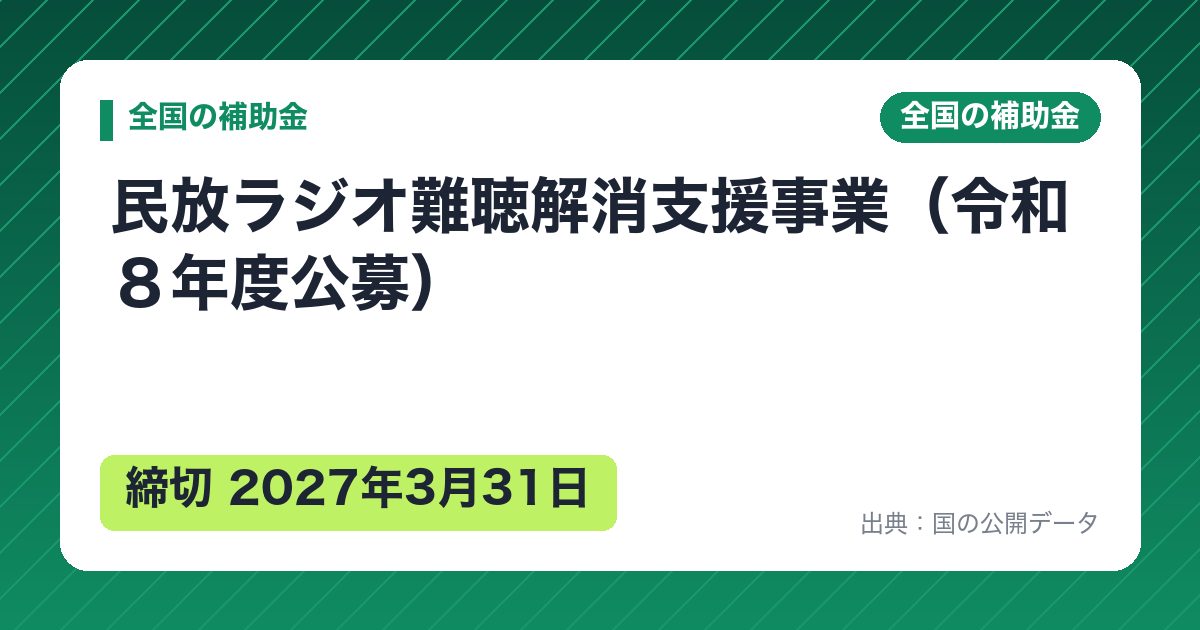 全国の補助金
全国の補助金
民放ラジオ難聴解消支援事業（令和
８年度公募）
締切 2027年3月31日
出典：国の公開データ